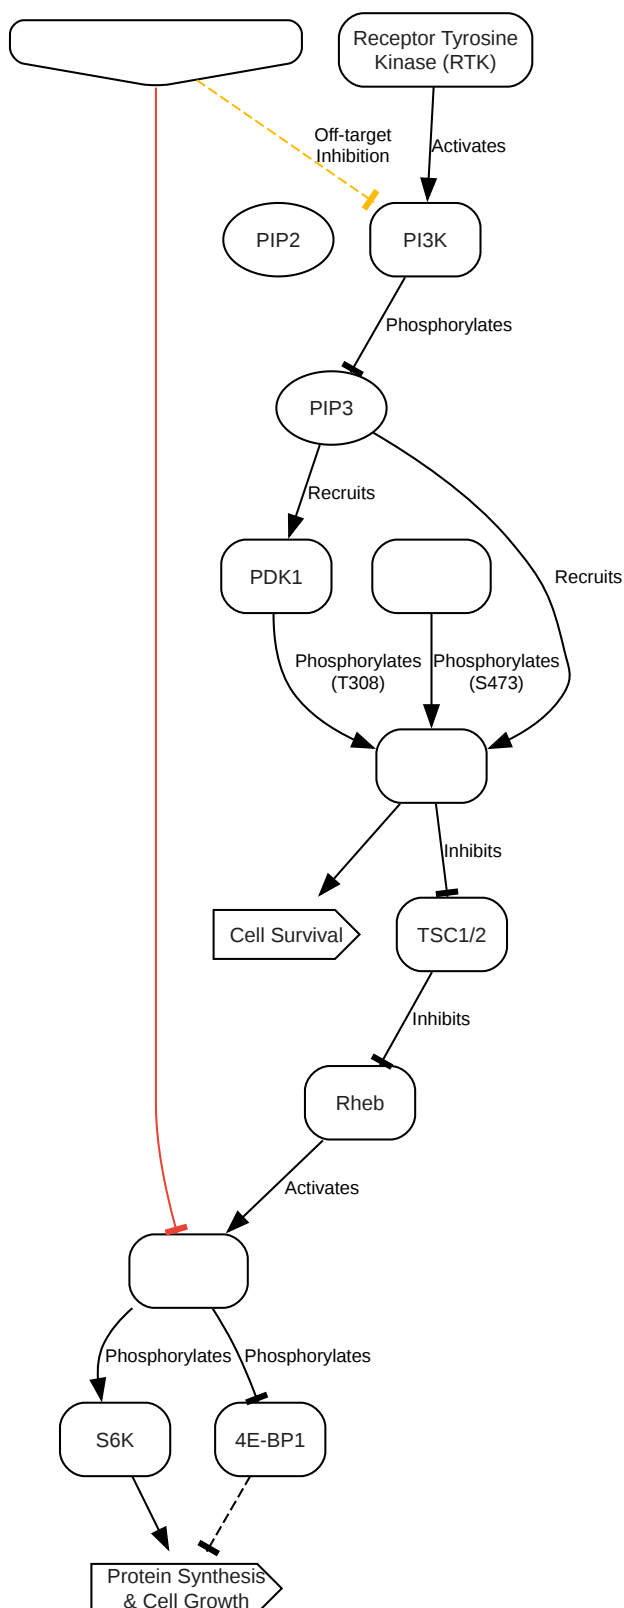 Receptor Tyrosine
Kinase (RTK)
Off-target
Inhibition
Activates
PIP2
PI3K
Phosphorylates
PIP3
Recruits
PDK1
Recruits
Phosphorylates
(T308)
Phosphorylates
(S473)
Inhibits
Cell Survival
TSC1/2
Inhibits
Rheb
Activates
Phosphorylates
Phosphorylates
S6K
4E-BP1
Protein Synthesis
& Cell Growth